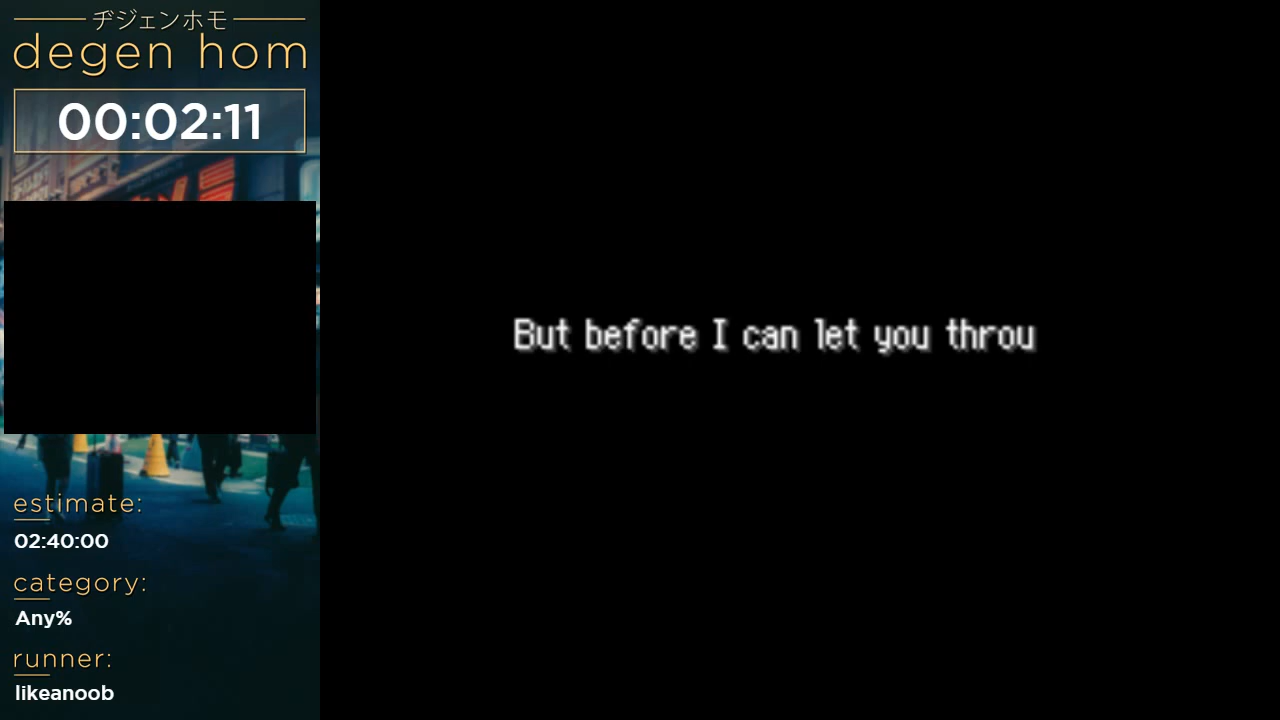 ヂジェンホモ
degen hom
00:02:11
But before I can let you throu
estimate:
02:40:00
category:
Any%
runner:
likeanoob